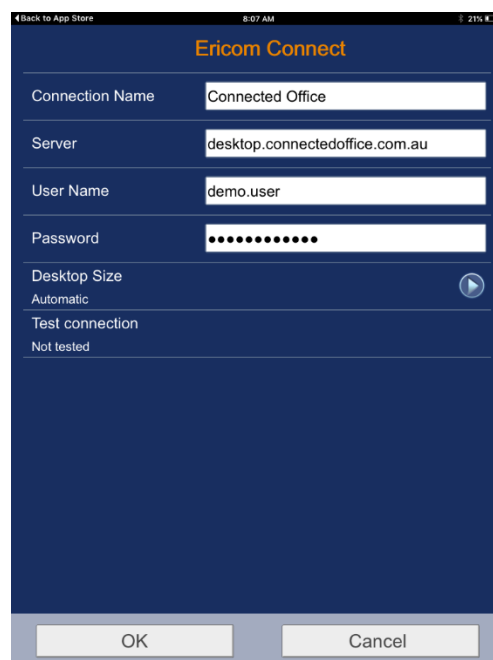 Back to App Store 8:07 AM 21%
Ericom Connect
Connection Name Connected Office
Server desktop.connectedoffice.com.au
User Name demo.user
Password ●●●●●●●●●●●●
Desktop Size
Automatic
Test connection
Not tested
OK Cancel